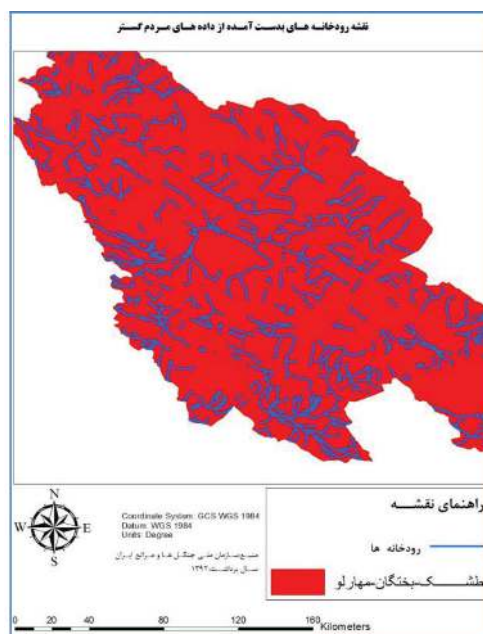 نقشه رودخانه های بدست آمده از داده های مردم گستر
N
W E
S
Coordinate System: GCS WGS 1984
Datum: WGS 1984
Units: Degree
منبع:سازمان ملی جنگل ها و مراتع ایران
سال برداشت:۱۳۹۲
راهنمای نقشه
رودخانه ها
طشک-بختگان-مهارلو
0 20 40 80 120 160
Kilometers